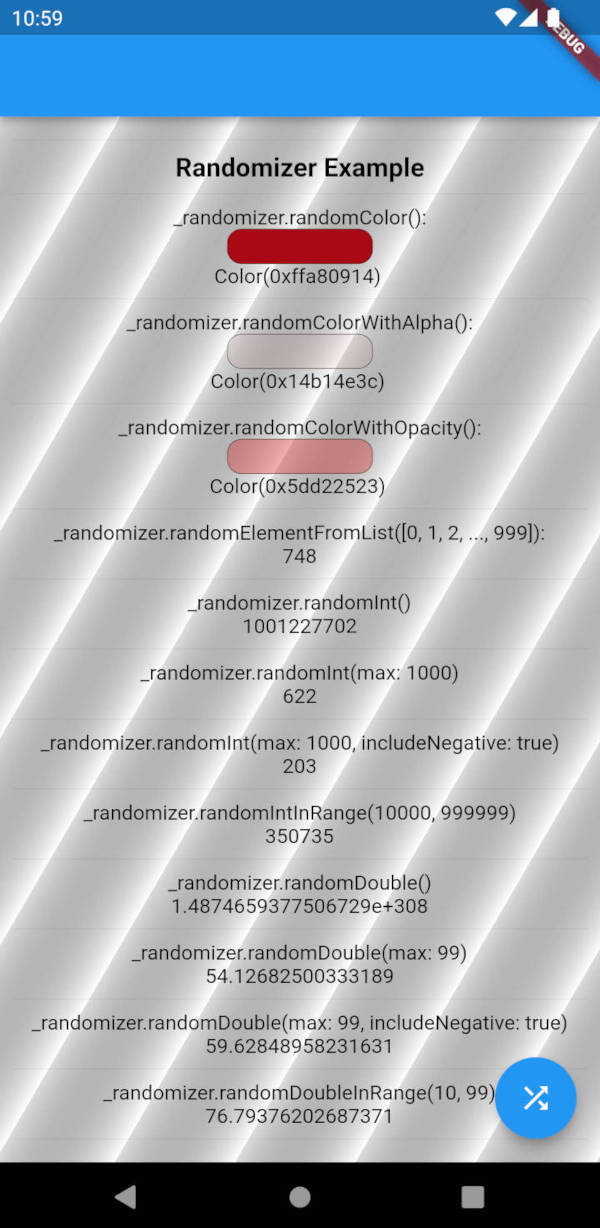 10:59
DEBUG
Randomizer Example
_randomizer.randomColor():
Color(0xffa80914)
_randomizer.randomColorWithAlpha():
Color(0x14b14e3c)
_randomizer.randomColorWithOpacity():
Color(0x5dd22523)
_randomizer.randomElementFromList([0, 1, 2, ..., 999]):
748
_randomizer.randomInt()
1001227702
_randomizer.randomInt(max: 1000)
622
_randomizer.randomInt(max: 1000, includeNegative: true)
203
_randomizer.randomIntInRange(10000, 999999)
350735
_randomizer.randomDouble()
1.4874659377506729e+308
_randomizer.randomDouble(max: 99)
54.12682500333189
_randomizer.randomDouble(max: 99, includeNegative: true)
59.62848958231631
_randomizer.randomDoubleInRange(10, 99)
76.79376202687371